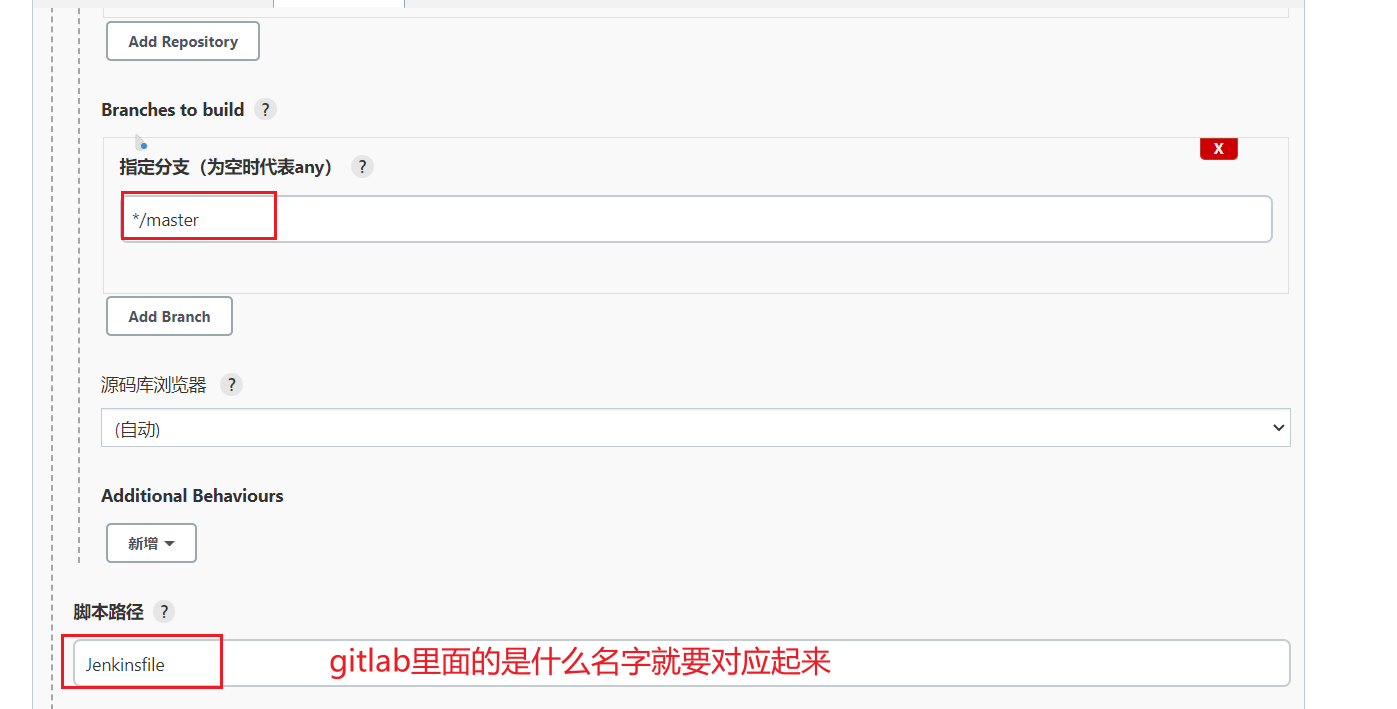 Add Repository
Branches to build ?
指定分支（为空时代表any） ?
X
*/master
Add Branch
源码库浏览器 ?
(自动)
Additional Behaviours
新增
脚本路径 ?
Jenkinsfile
gitlab里面的是什么名字就要对应起来